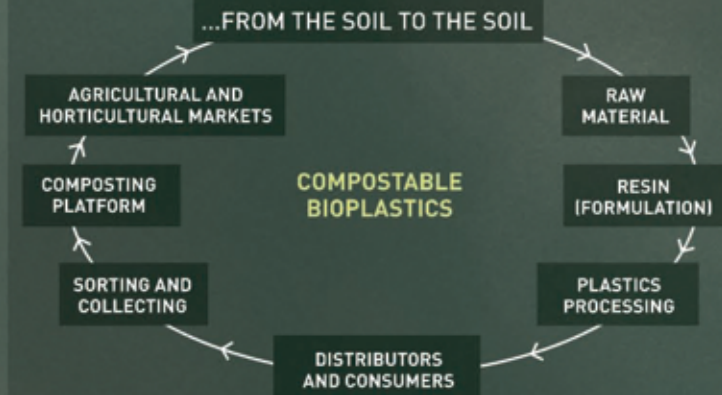 ...FROM THE SOIL TO THE SOIL
RAW
MATERIAL
RESIN
(FORMULATION)
PLASTICS
PROCESSING
DISTRIBUTORS
AND CONSUMERS
SORTING AND
COLLECTING
COMPOSTING
PLATFORM
AGRICULTURAL AND
HORTICULTURAL MARKETS
COMPOSTABLE
BIOPLASTICS